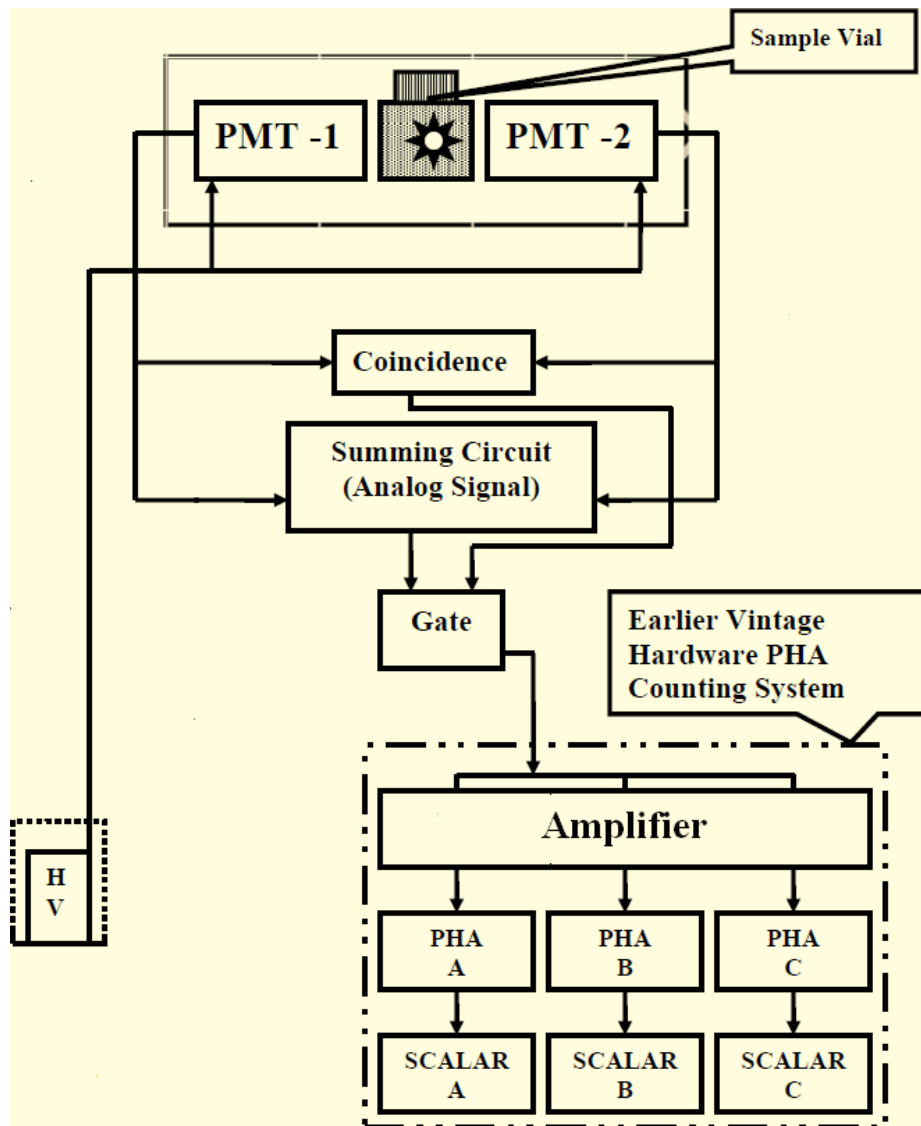 Sample Vial
PMT -1
PMT -2
Coincidence
Summing Circuit
(Analog Signal)
Gate
Earlier Vintage
Hardware PHA
Counting System
Amplifier
H
V
PHA
A
PHA
B
PHA
C
SCALAR
A
SCALAR
B
SCALAR
C